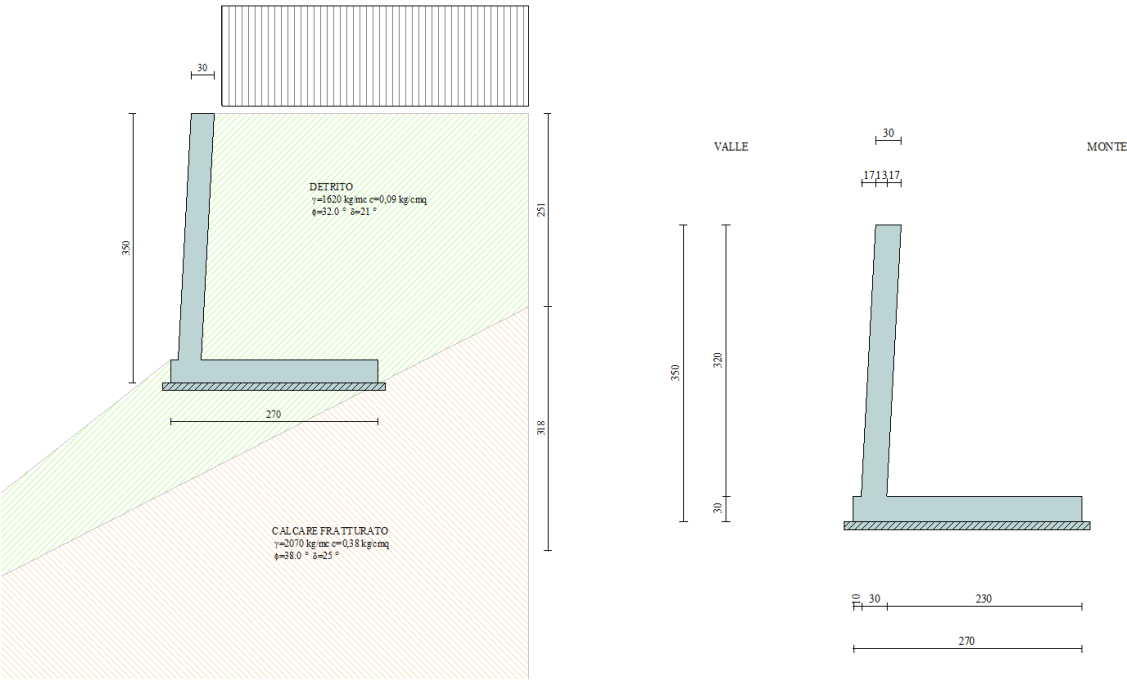 30
350
DETRITO
γ=1620 kg/mc c=0,09 kg/cmq
ϕ=32.0 ° δ=21 °
251
270
318
CALCARE FRATTURATO
γ=2070 kg/mc c=0,38 kg/cmq
ϕ=38.0 ° δ=25 °
VALLE
30
MONTE
17 13 17
350
320
30
10 30 230
270